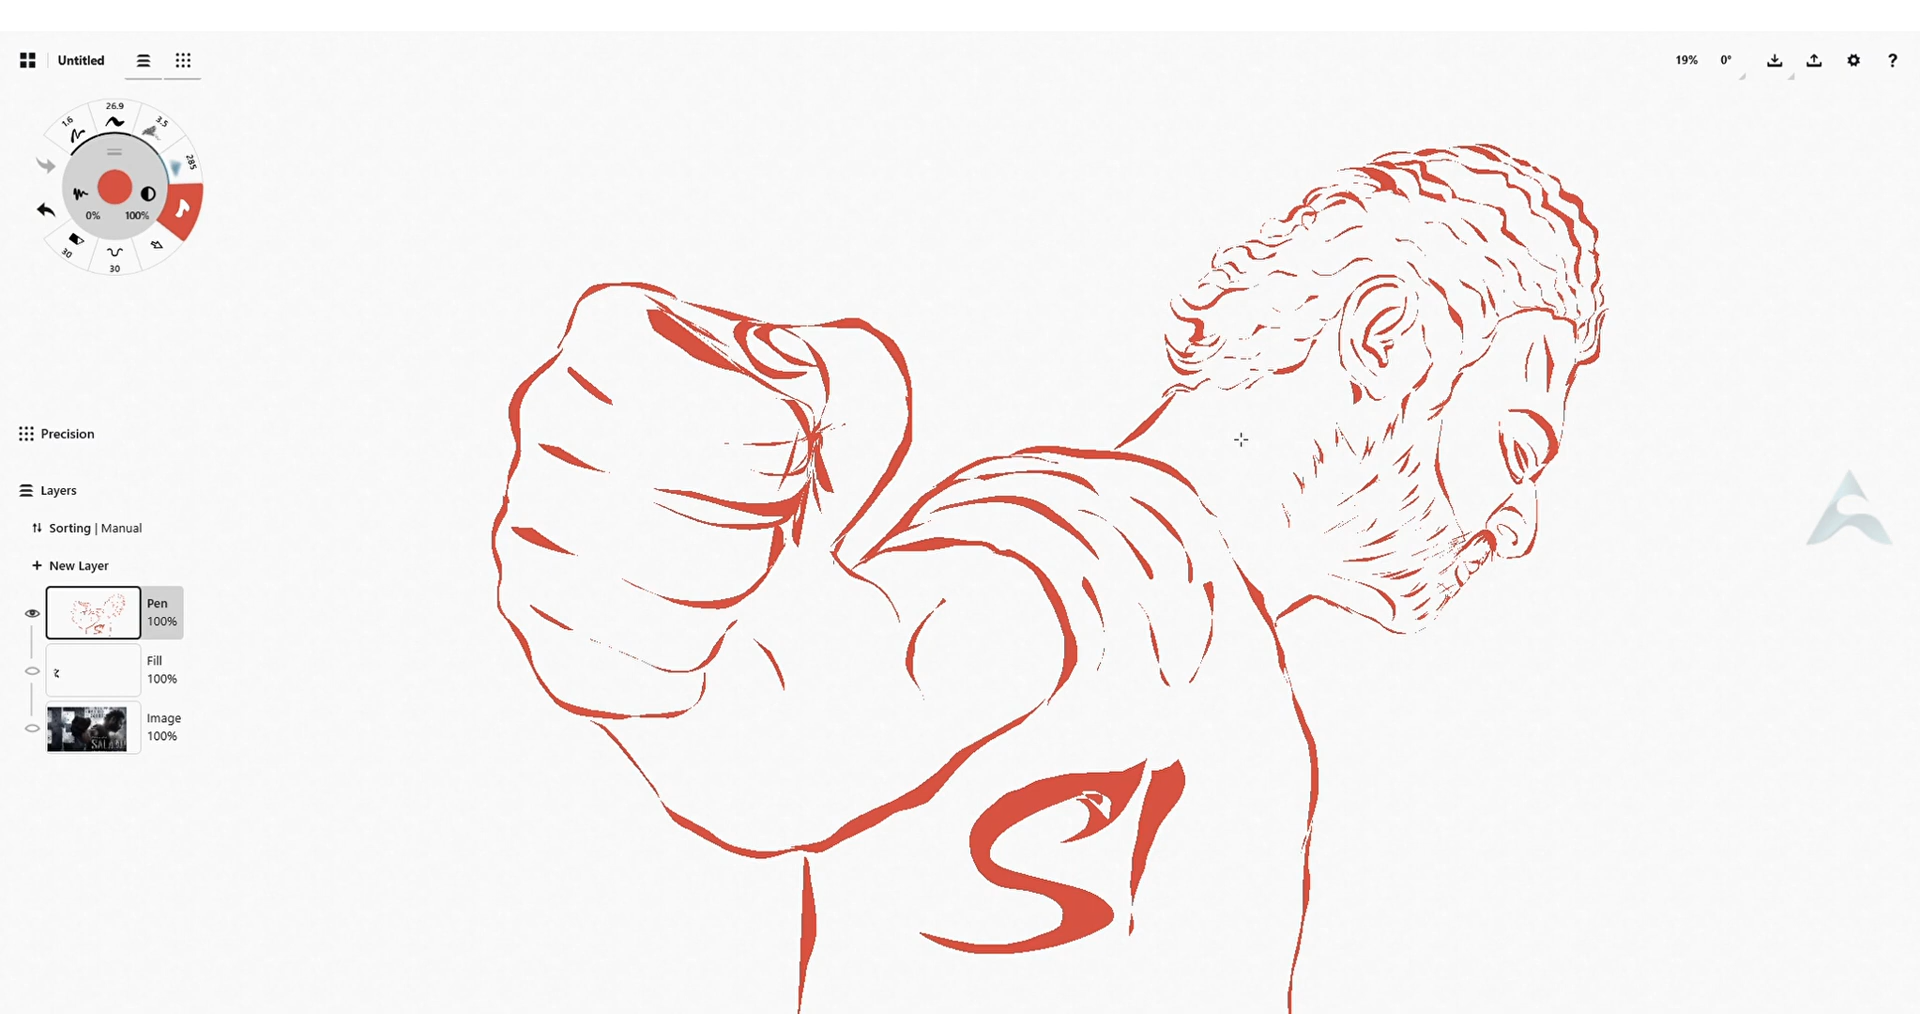 Untitled
19% 0° ?
26.9
1.6
3.5
285
0% 100%
30
30
Precision
Layers
Sorting | Manual
+ New Layer
Pen
100%
Fill
100%
Image
100%